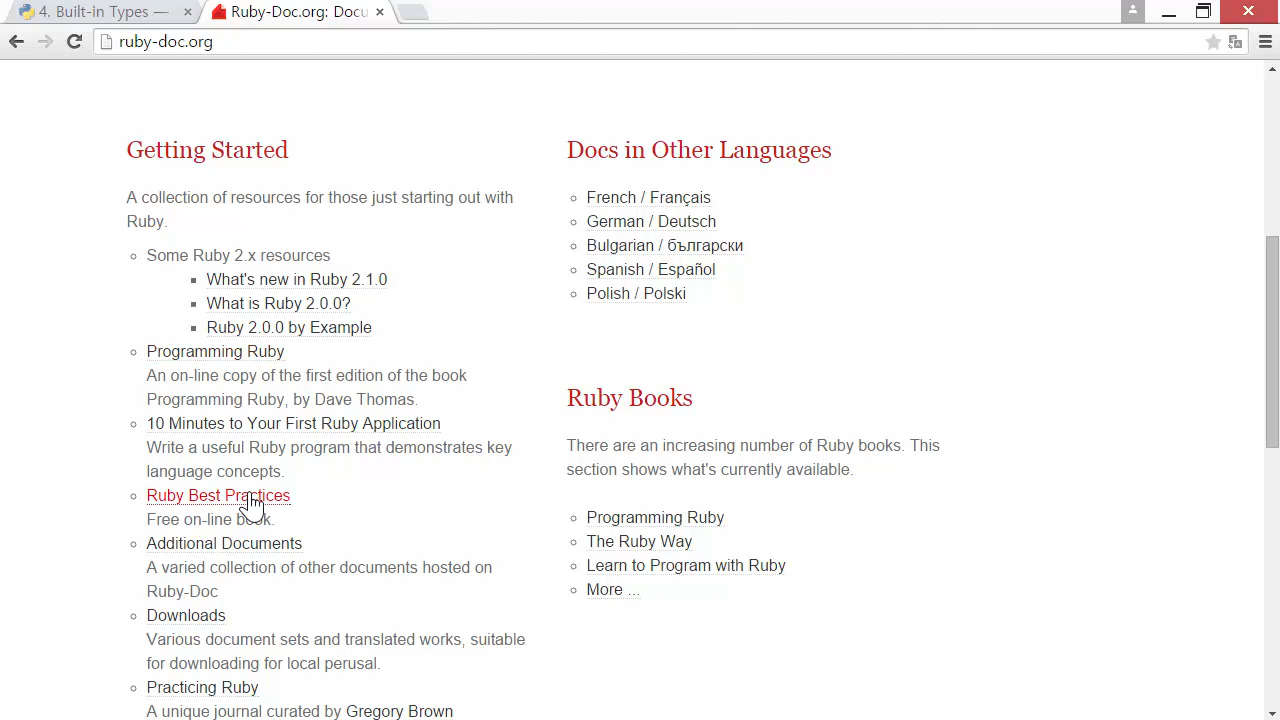 4. Built-in Types —
Ruby-Doc.org: Docu
ruby-doc.org
Getting Started
A collection of resources for those just starting out with
Ruby.
Some Ruby 2.x resources
What's new in Ruby 2.1.0
What is Ruby 2.0.0?
Ruby 2.0.0 by Example
Programming Ruby
An on-line copy of the first edition of the book
Programming Ruby, by Dave Thomas.
10 Minutes to Your First Ruby Application
Write a useful Ruby program that demonstrates key
language concepts.
Ruby Best Practices
Free on-line book.
Additional Documents
A varied collection of other documents hosted on
Ruby-Doc
Downloads
Various document sets and translated works, suitable
for downloading for local perusal.
Practicing Ruby
A unique journal curated by Gregory Brown
Docs in Other Languages
French / Français
German / Deutsch
Bulgarian / български
Spanish / Español
Polish / Polski
Ruby Books
There are an increasing number of Ruby books. This
section shows what's currently available.
Programming Ruby
The Ruby Way
Learn to Program with Ruby
More ...